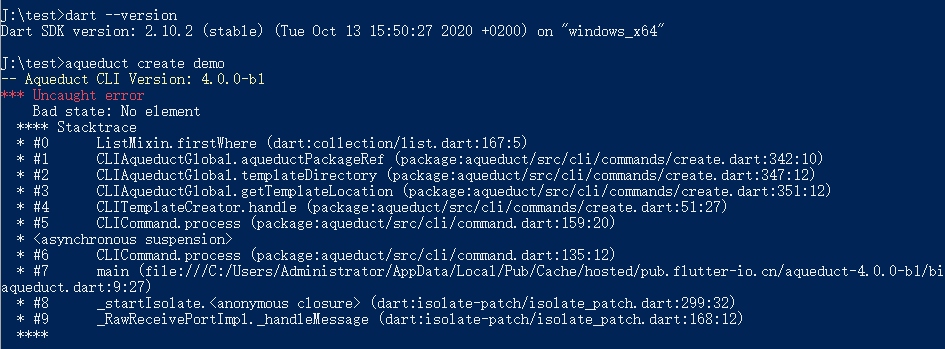 J:\test>dart --version
Dart SDK version: 2.10.2 (stable) (Tue Oct 13 15:50:27 2020 +0200) on "windows_x64"
J:\test>aqueduct create demo
-- Aqueduct CLI Version: 4.0.0-b1
*** Uncaught error
Bad state: No element
**** Stacktrace
* #0 ListMixin.firstWhere (dart:collection/list.dart:167:5)
* #1 CLIAqueductGlobal.aqueductPackageRef (package:aqueduct/src/cli/commands/create.dart:342:10)
* #2 CLIAqueductGlobal.templateDirectory (package:aqueduct/src/cli/commands/create.dart:347:12)
* #3 CLIAqueductGlobal.getTemplateLocation (package:aqueduct/src/cli/commands/create.dart:351:12)
* #4 CLITemplateCreator.handle (package:aqueduct/src/cli/commands/create.dart:51:27)
* #5 CLICommand.process (package:aqueduct/src/cli/command.dart:159:20)
* <asynchronous suspension>
* #6 CLICommand.process (package:aqueduct/src/cli/command.dart:135:12)
* #7 main (file:///C:/Users/Administrator/AppData/Local/Pub/Cache/hosted/pub.flutter-io.cn/aqueduct-4.0.0-b1/bi
aqueduct.dart:9:27)
* #8 _startIsolate.<anonymous closure> (dart:isolate-patch/isolate_patch.dart:299:32)
* #9 _RawReceivePortImpl._handleMessage (dart:isolate-patch/isolate_patch.dart:168:12)
****